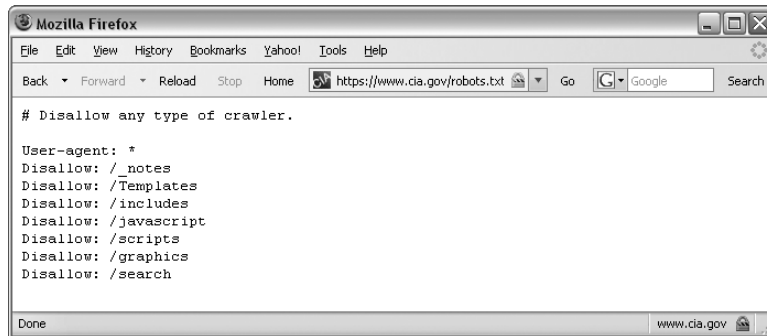 Mozilla Firefox
File Edit View History Bookmarks Yahoo! Tools Help
Back Forward Reload Stop Home https://www.cia.gov/robots.txt Go G Google Search
# Disallow any type of crawler.
User-agent: *
Disallow: /_notes
Disallow: /Templates
Disallow: /includes
Disallow: /javascript
Disallow: /scripts
Disallow: /graphics
Disallow: /search
Done www.cia.gov